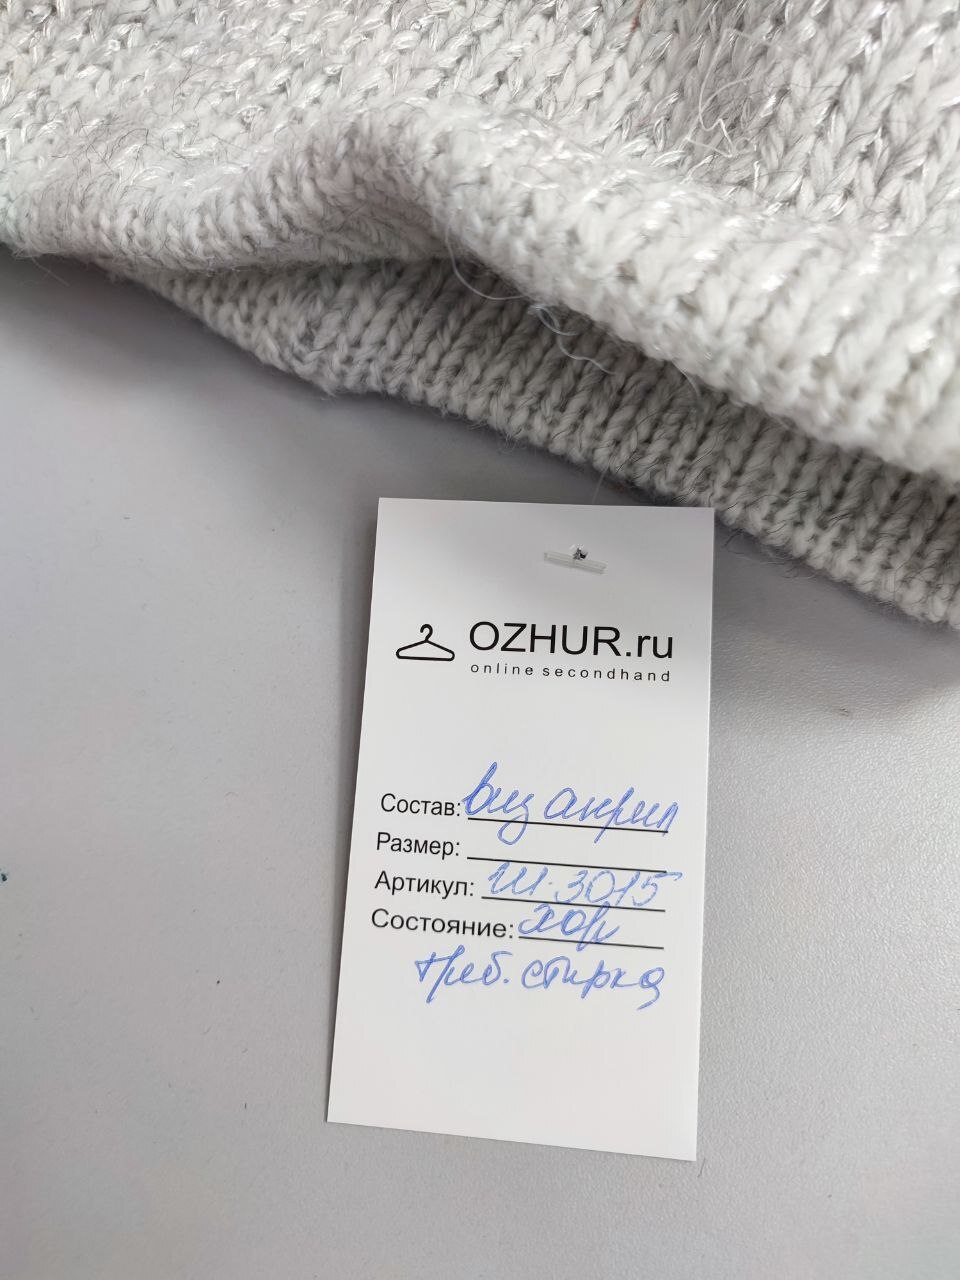 OZHUR.ru
online secondhand
Состав: виз акрил
Размер:
Артикул: Ш-3015
Состояние: хор
треб. стирка